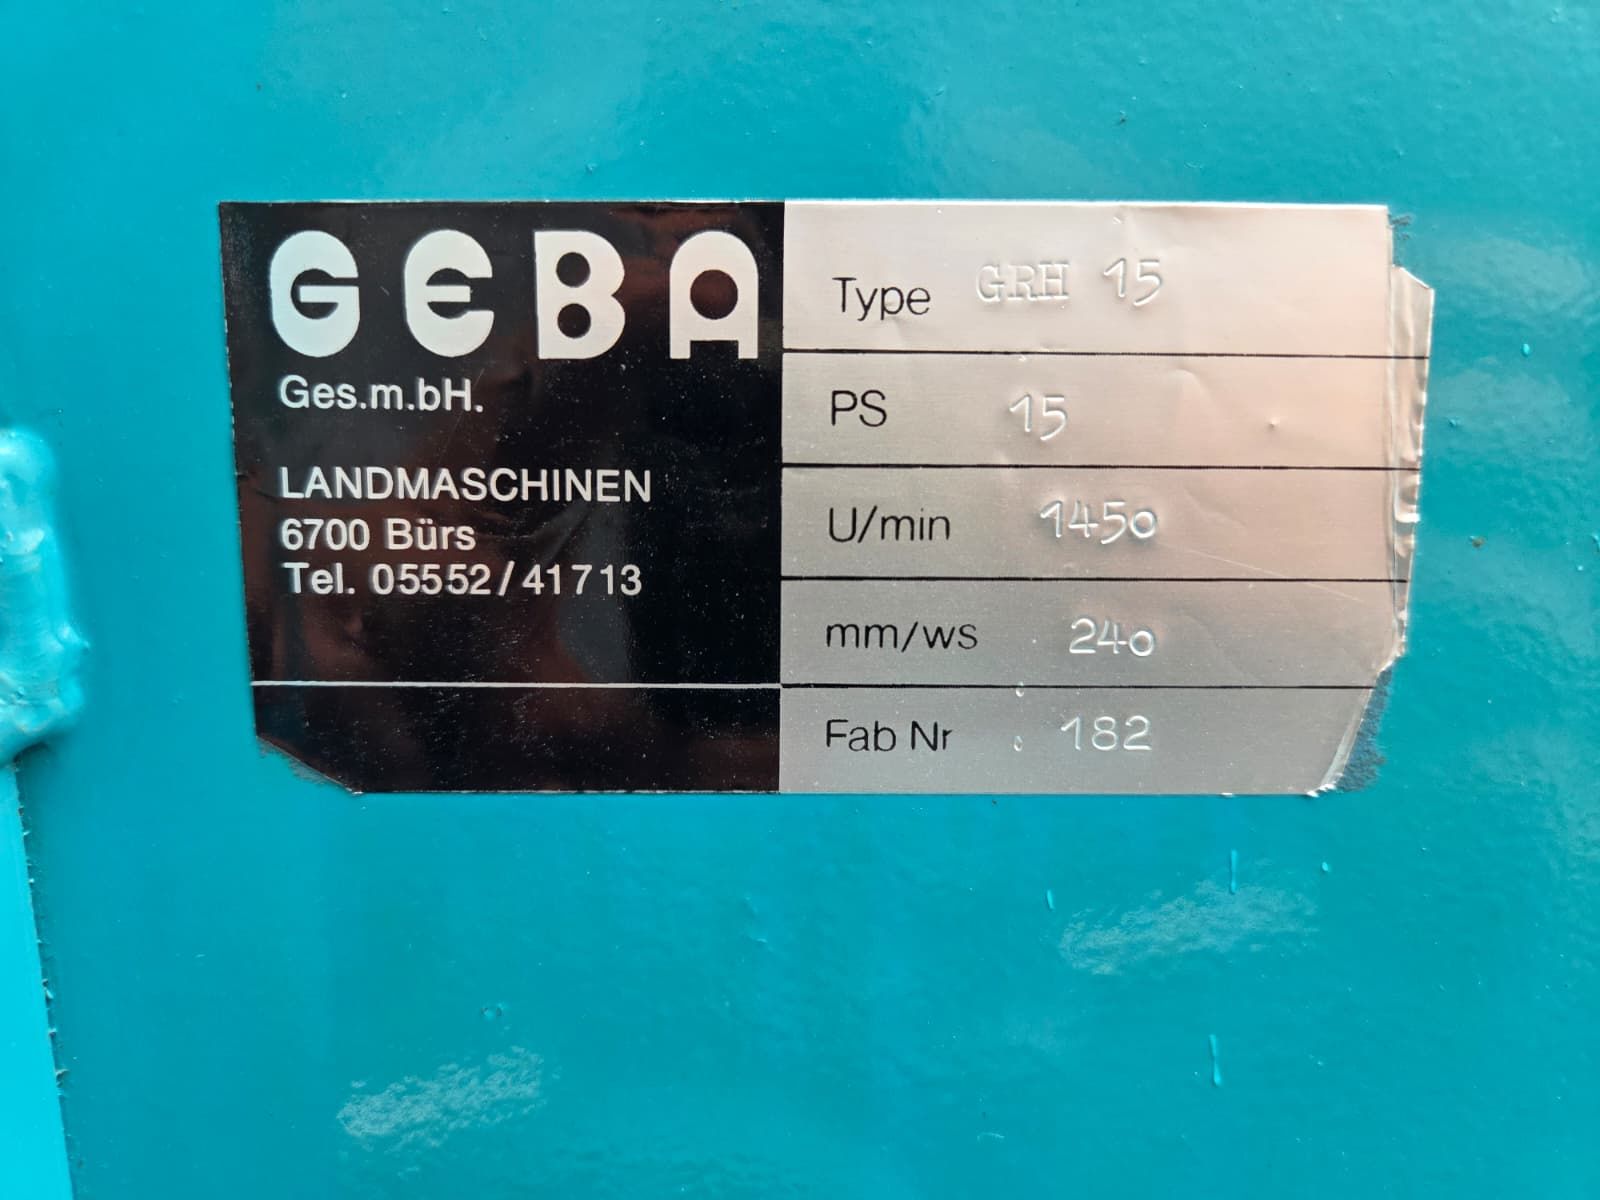 GEBA
Ges.m.bH.
LANDMASCHINEN
6700 Bürs
Tel. 05552/41713
Type GRH 15
PS 15
U/min 1450
mm/ws 240
Fab Nr 182